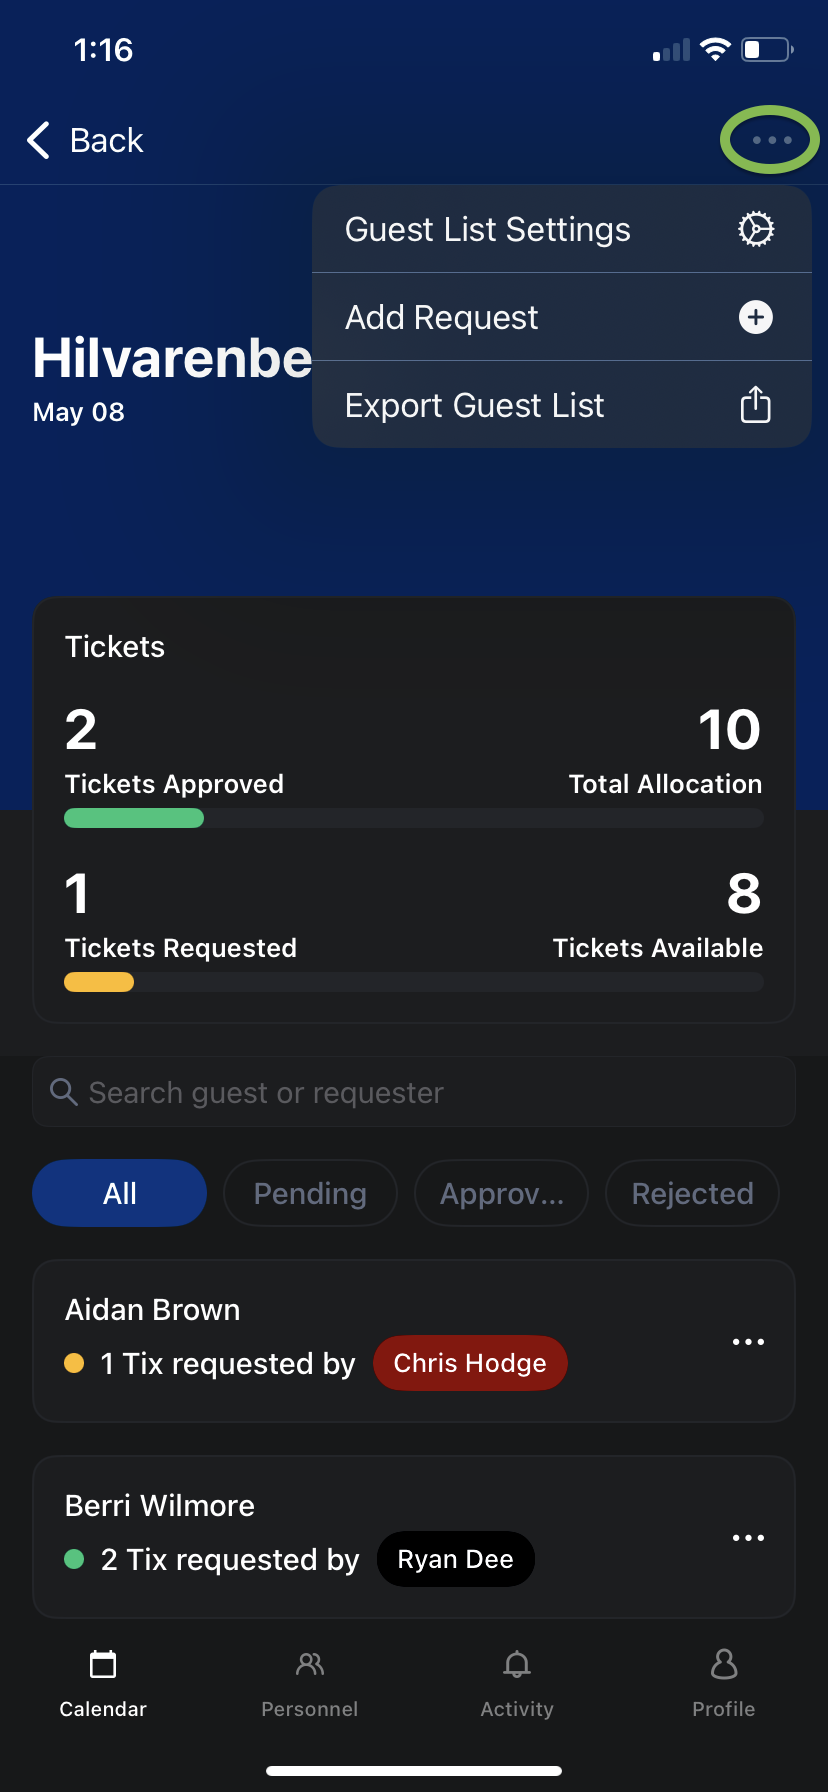 1:16
Back
Guest List Settings
Add Request
Export Guest List
Hilvarenbe
May 08
Tickets
2 10
Tickets Approved Total Allocation
1 8
Tickets Requested Tickets Available
Search guest or requester
All Pending Approv... Rejected
Aidan Brown
1 Tix requested by Chris Hodge
Berri Wilmore
2 Tix requested by Ryan Dee
Calendar Personnel Activity Profile